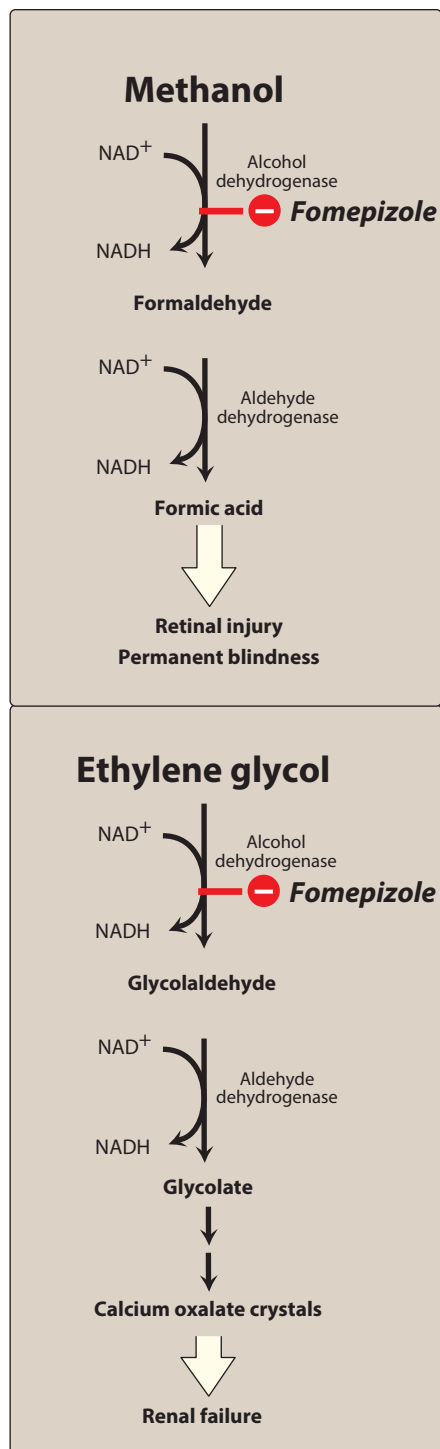 Methanol
NAD+
Alcohol
dehydrogenase
Fomepizole
NADH
Formaldehyde
NAD+
Aldehyde
dehydrogenase
NADH
Formic acid
Retinal injury
Permanent blindness
Ethylene glycol
NAD+
Alcohol
dehydrogenase
Fomepizole
NADH
Glycolaldehyde
NAD+
Aldehyde
dehydrogenase
NADH
Glycolate
Calcium oxalate crystals
Renal failure